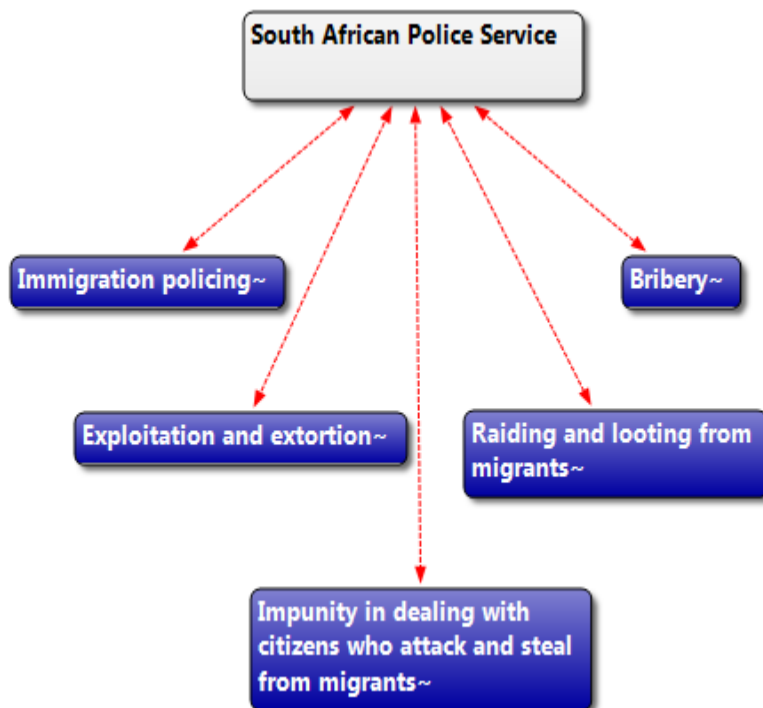 South African Police Service
Immigration policing~
Bribery~
Exploitation and extortion~
Raiding and looting from
migrants~
Impunity in dealing with
citizens who attack and steal
from migrants~